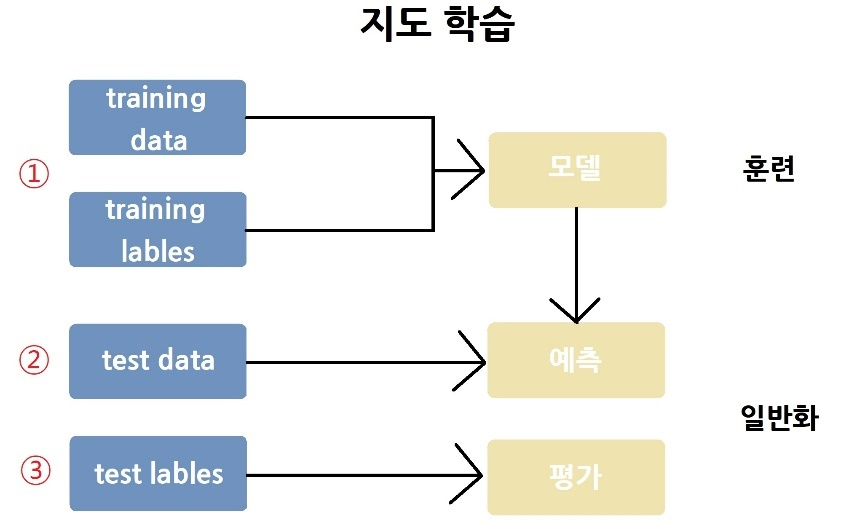 지도 학습
training
data
①
training
lables
모델
훈련
② test data
예측
일반화
③ test lables
평가